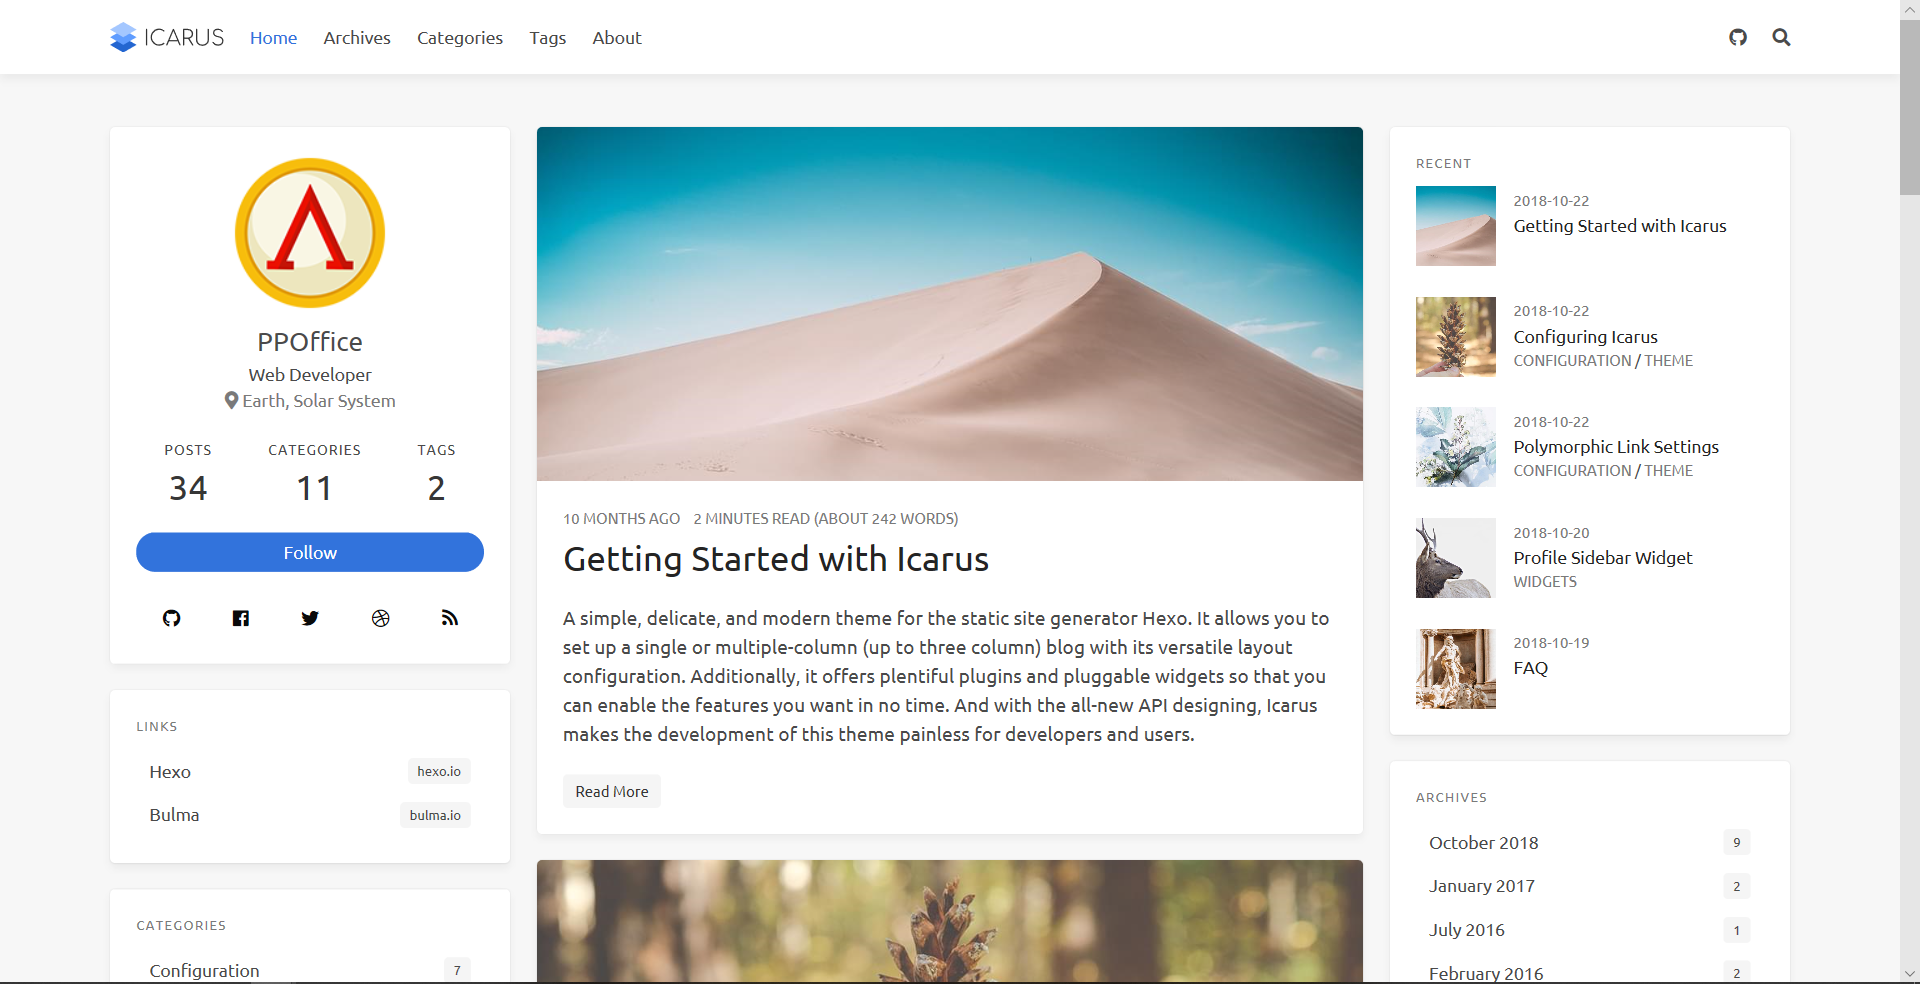 ICARUS Home Archives Categories Tags About
PPOffice
Web Developer
Earth, Solar System
POSTS CATEGORIES TAGS
34 11 2
Follow
LINKS
Hexo hexo.io
Bulma bulma.io
CATEGORIES
Configuration 7
10 MONTHS AGO 2 MINUTES READ (ABOUT 242 WORDS)
Getting Started with Icarus
A simple, delicate, and modern theme for the static site generator Hexo. It allows you to
set up a single or multiple-column (up to three column) blog with its versatile layout
configuration. Additionally, it offers plentiful plugins and pluggable widgets so that you
can enable the features you want in no time. And with the all-new API designing, Icarus
makes the development of this theme painless for developers and users.
Read More
RECENT
2018-10-22
Getting Started with Icarus
2018-10-22
Configuring Icarus
CONFIGURATION / THEME
2018-10-22
Polymorphic Link Settings
CONFIGURATION / THEME
2018-10-20
Profile Sidebar Widget
WIDGETS
2018-10-19
FAQ
ARCHIVES
October 2018 9
January 2017 2
July 2016 1
February 2016 2